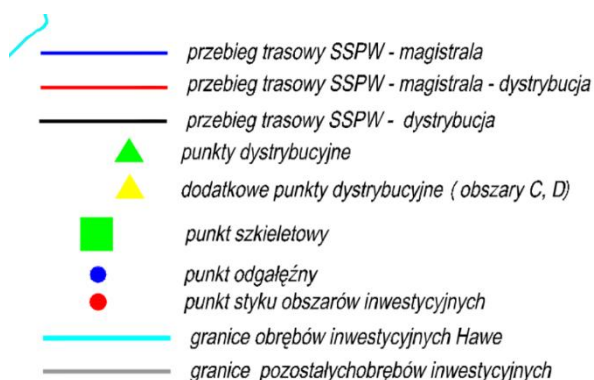 przebieg trasowy SSPW - magistrala
przebieg trasowy SSPW - magistrala - dystrybucja
przebieg trasowy SSPW - dystrybucja
punkty dystrybucyjne
dodatkowe punkty dystrybucyjne ( obszary C, D)
punkt szkieletowy
punkt odgałęźny
punkt styku obszarów inwestycyjnych
granice obrębów inwestycyjnych Hawe
granice pozostałychobrębów inwestycyjnych